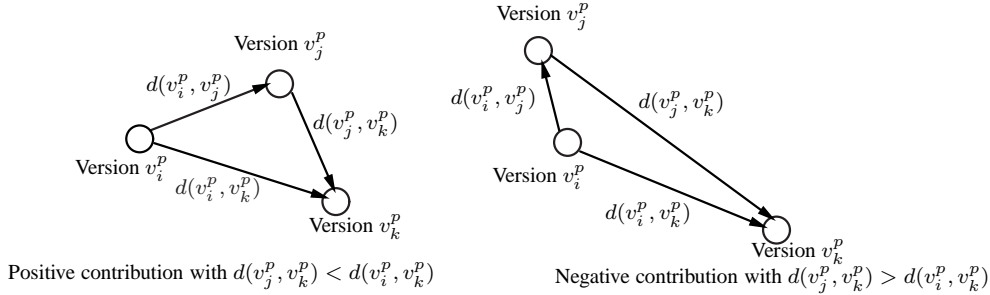 Version $v_j^p$
$d(v_i^p, v_j^p)$
$d(v_j^p, v_k^p)$
Version $v_i^p$
$d(v_i^p, v_k^p)$
Version $v_k^p$
Positive contribution with $d(v_j^p, v_k^p) < d(v_i^p, v_k^p)$
Version $v_j^p$
$d(v_i^p, v_j^p)$
$d(v_j^p, v_k^p)$
Version $v_i^p$
$d(v_i^p, v_k^p)$
Version $v_k^p$
Negative contribution with $d(v_j^p, v_k^p) > d(v_i^p, v_k^p)$